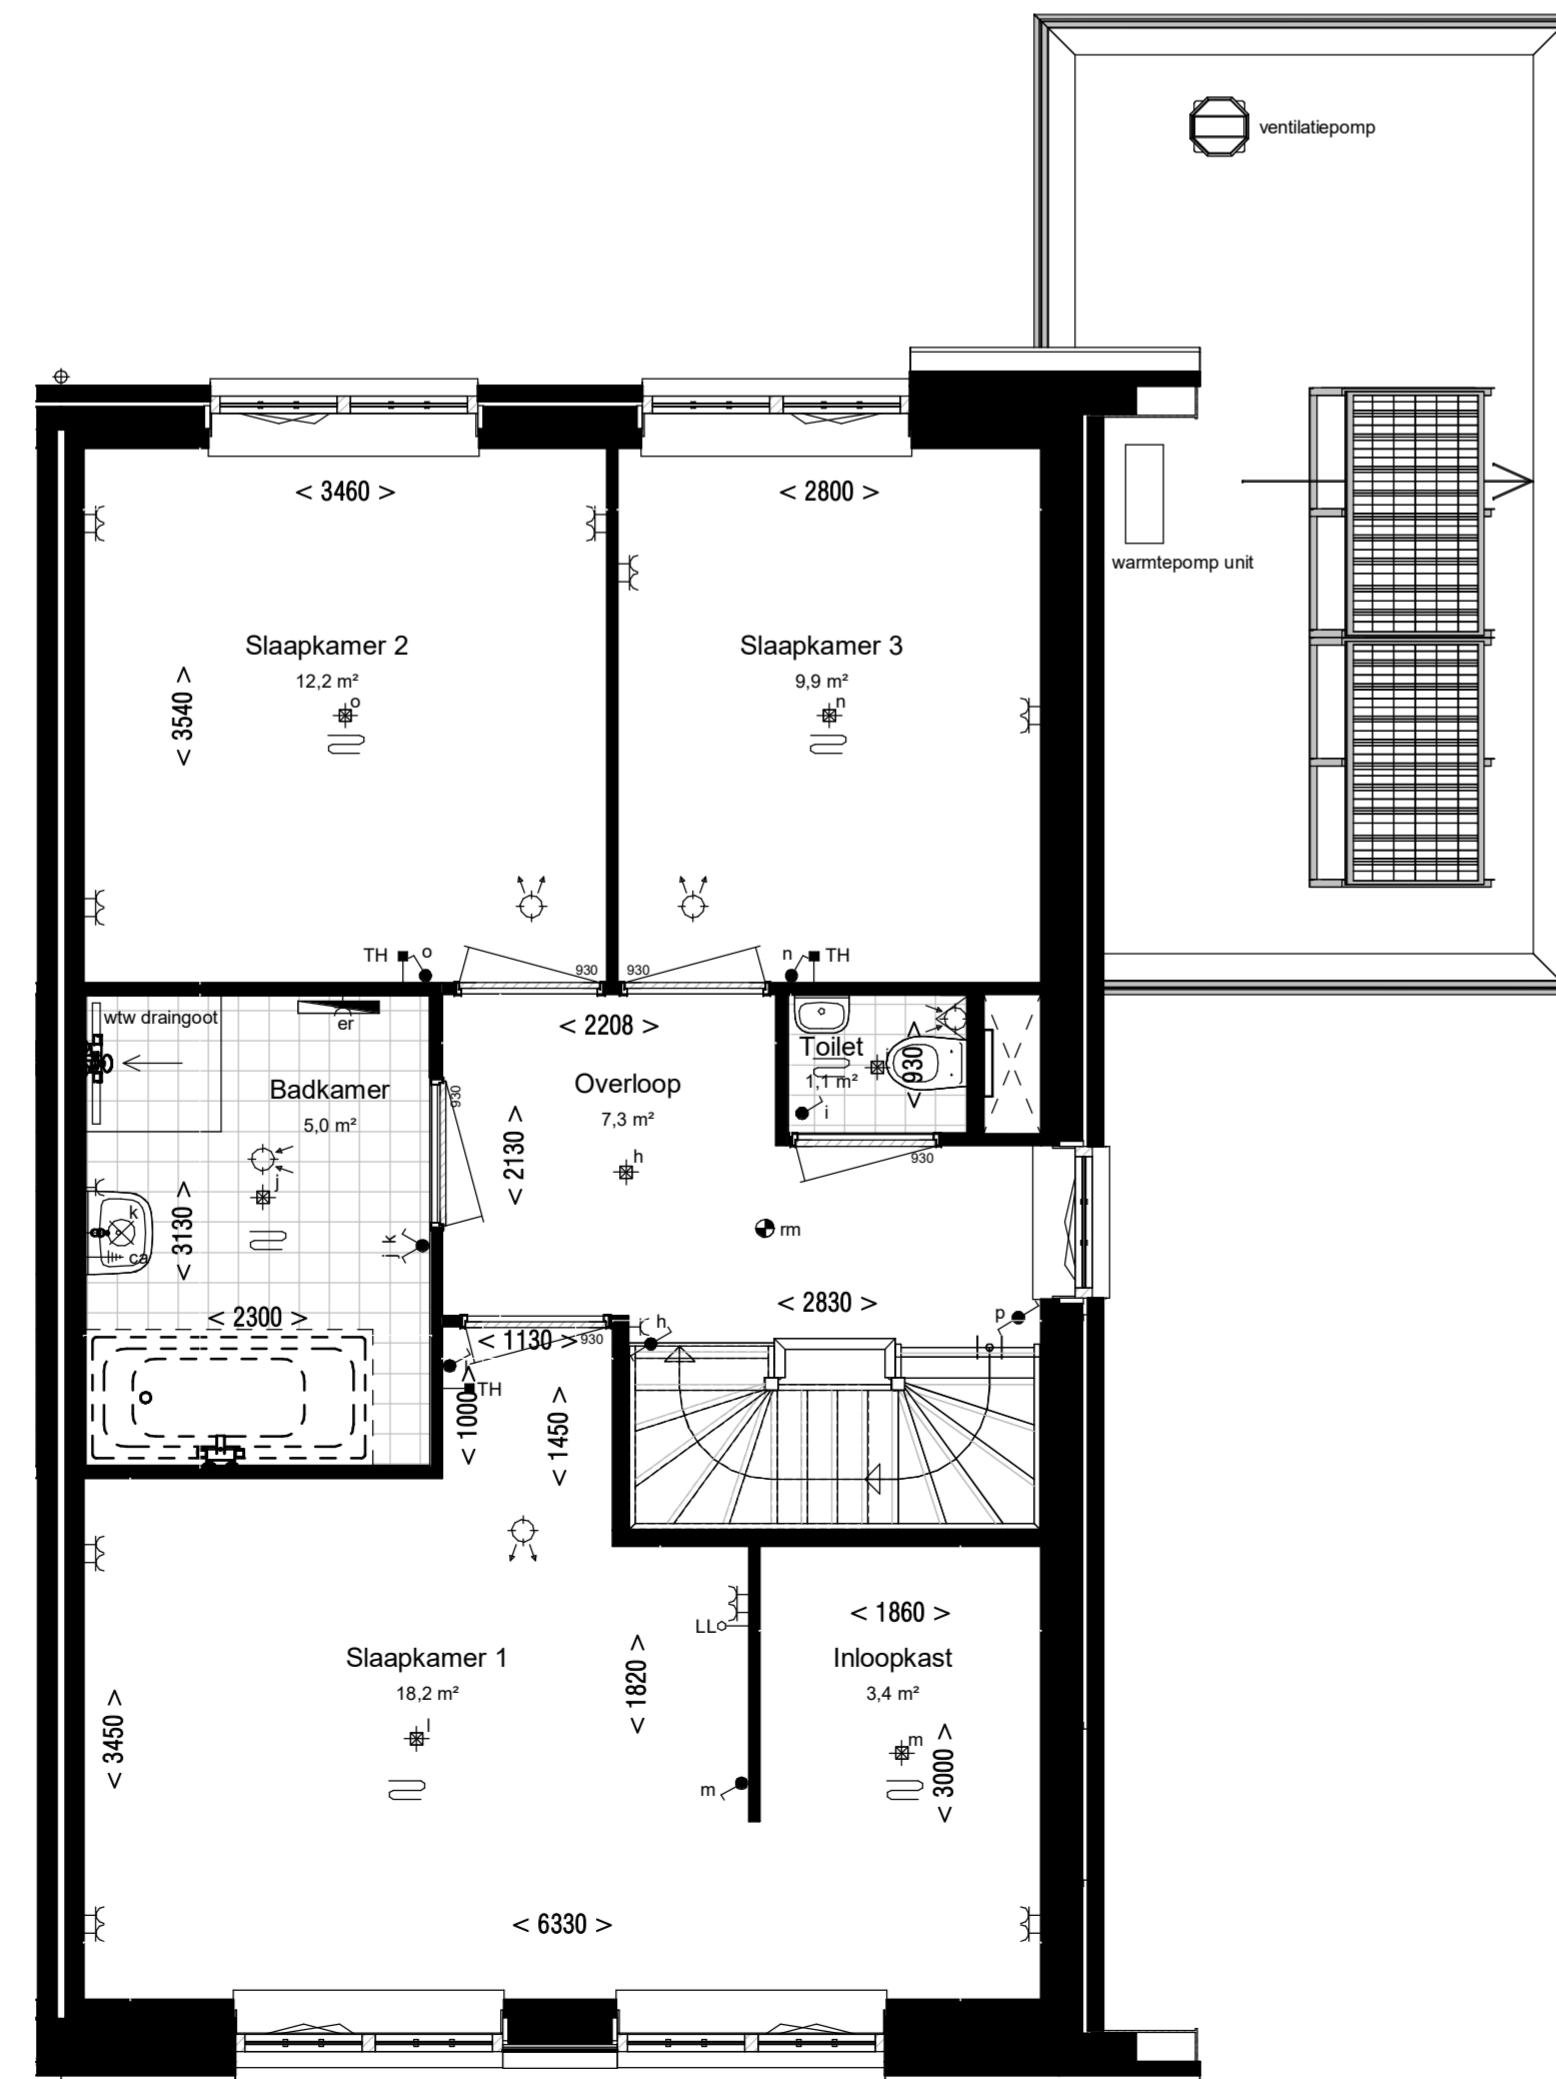 ventilatiepomp
< 3460 >
< 2800 >
warmtepomp unit
Slaapkamer 2
12,2 m²
o
Slaapkamer 3
9,9 m²
n
< 3540 >
TH
o
930
930
n
TH
wtw draingoot
er
< 2208 >
Toilet
1,1 m²
< 930 >
i
Badkamer
5,0 m²
930
Overloop
7,3 m²
h
< 2130 >
930
j
k
ca
< 3130 >
j k
rm
< 2300 >
< 2830 >
p
h
< 1130 >
930
TH
< 1000 >
< 1450 >
LL
< 1860 >
Slaapkamer 1
18,2 m²
l
< 1820 >
Inloopkast
3,4 m²
m
< 3450 >
< 3000 >
m
< 6330 >